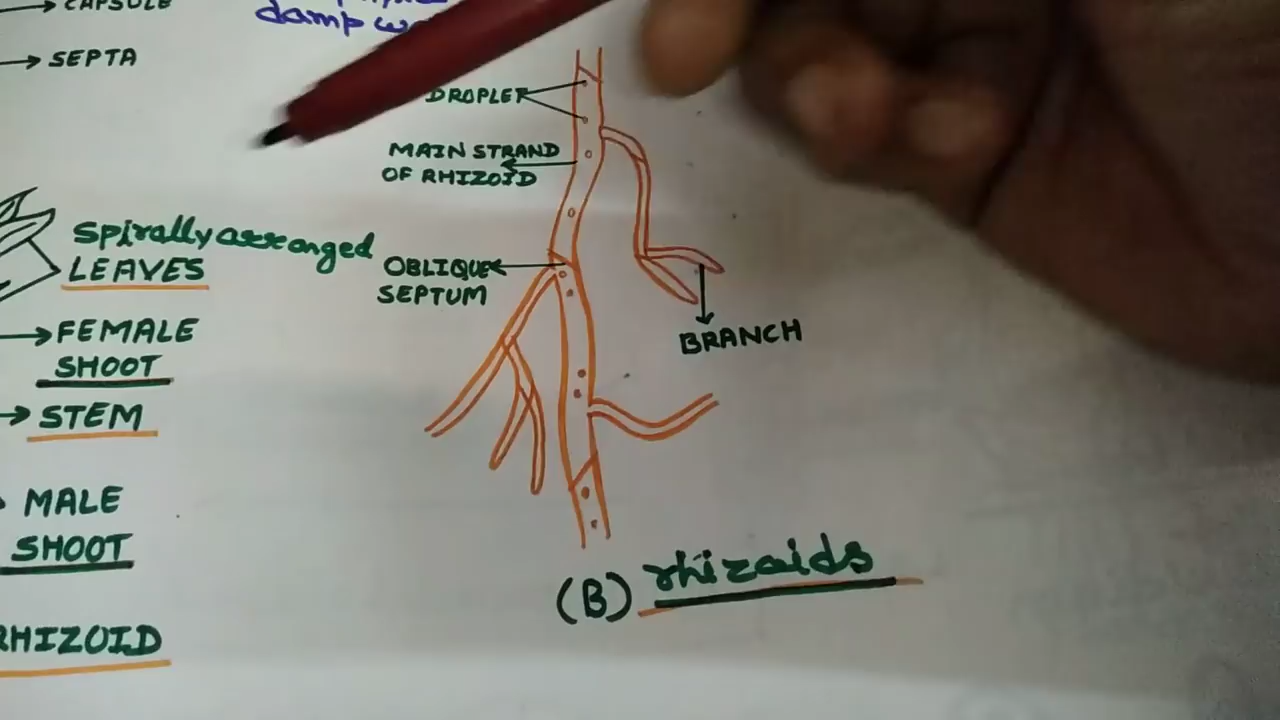 CAPSULE
damp
SEPTA
DROPLET
MAIN STRAND
OF RHIZOID
Spirally arranged
LEAVES
OBLIQUE
SEPTUM
FEMALE
SHOOT
BRANCH
STEM
MALE
SHOOT
(B) rhizoids
RHIZOID